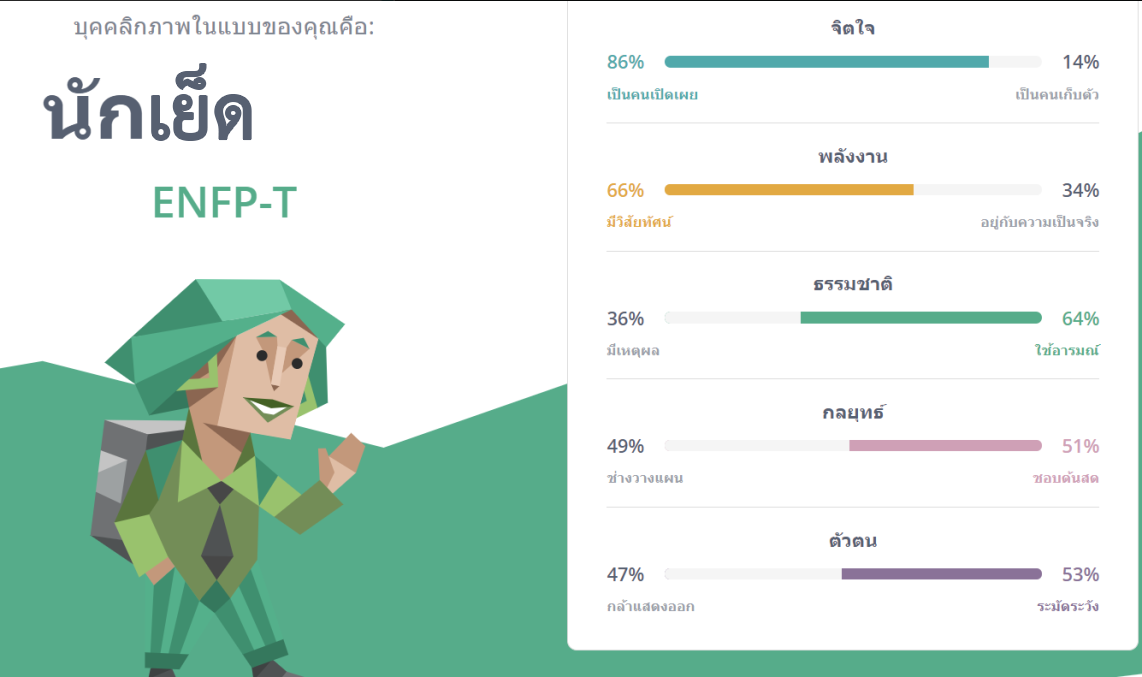 บุคคลิกภาพในแบบของคุณคือ:
นักเย็ด
ENFP-T
จิตใจ
86% 14%
เป็นคนเปิดเผย เป็นคนเก็บตัว
พลังงาน
66% 34%
มีวิสัยทัศน์ อยู่กับความเป็นจริง
ธรรมชาติ
36% 64%
มีเหตุผล ใช้อารมณ์
กลยุทธ์
49% 51%
ช่างวางแผน ชอบด้นสด
ตัวตน
47% 53%
กล้าแสดงออก ระมัดระวัง